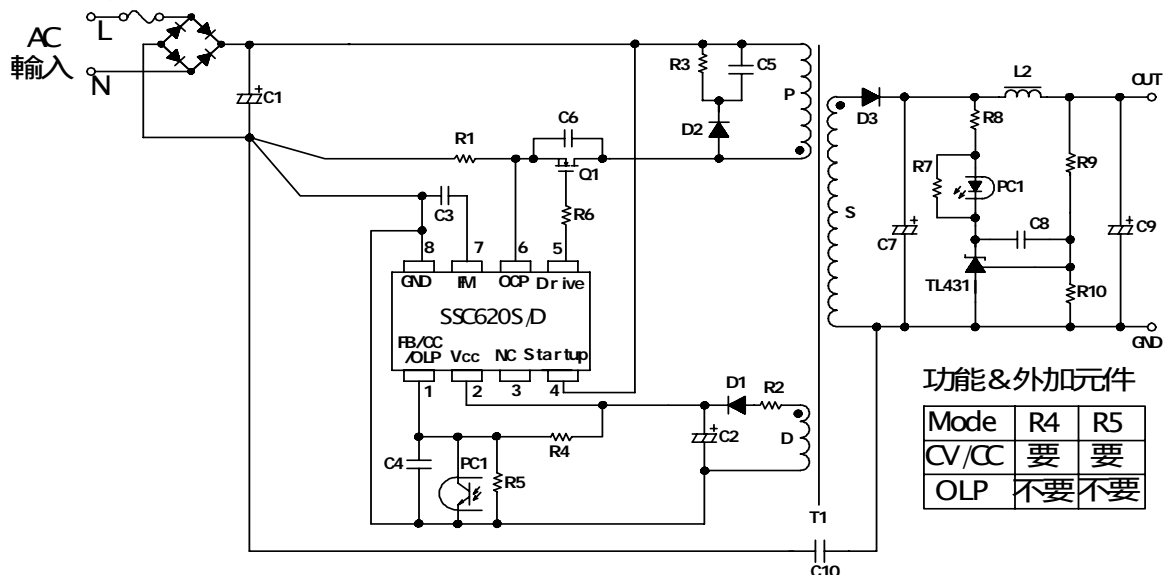 AC
輸入
L
N
C1
R1
C6
Q1
R3
C5
D2
P
D3
L2
OUT
R8
R7
PC1
R9
S
C7
C8
C9
TL431
R10
GND
C3
R6
8 7 6 5
GND FM OCP Drive
SSC620S/D
FB/CC
/OLP Vcc NC Startup
1 2 3 4
D1 R2
C2
D
R4
C4
PC1
R5
T1
C10
功能&外加元件
Mode R4 R5
CV/CC 要 要
OLP 不要 不要